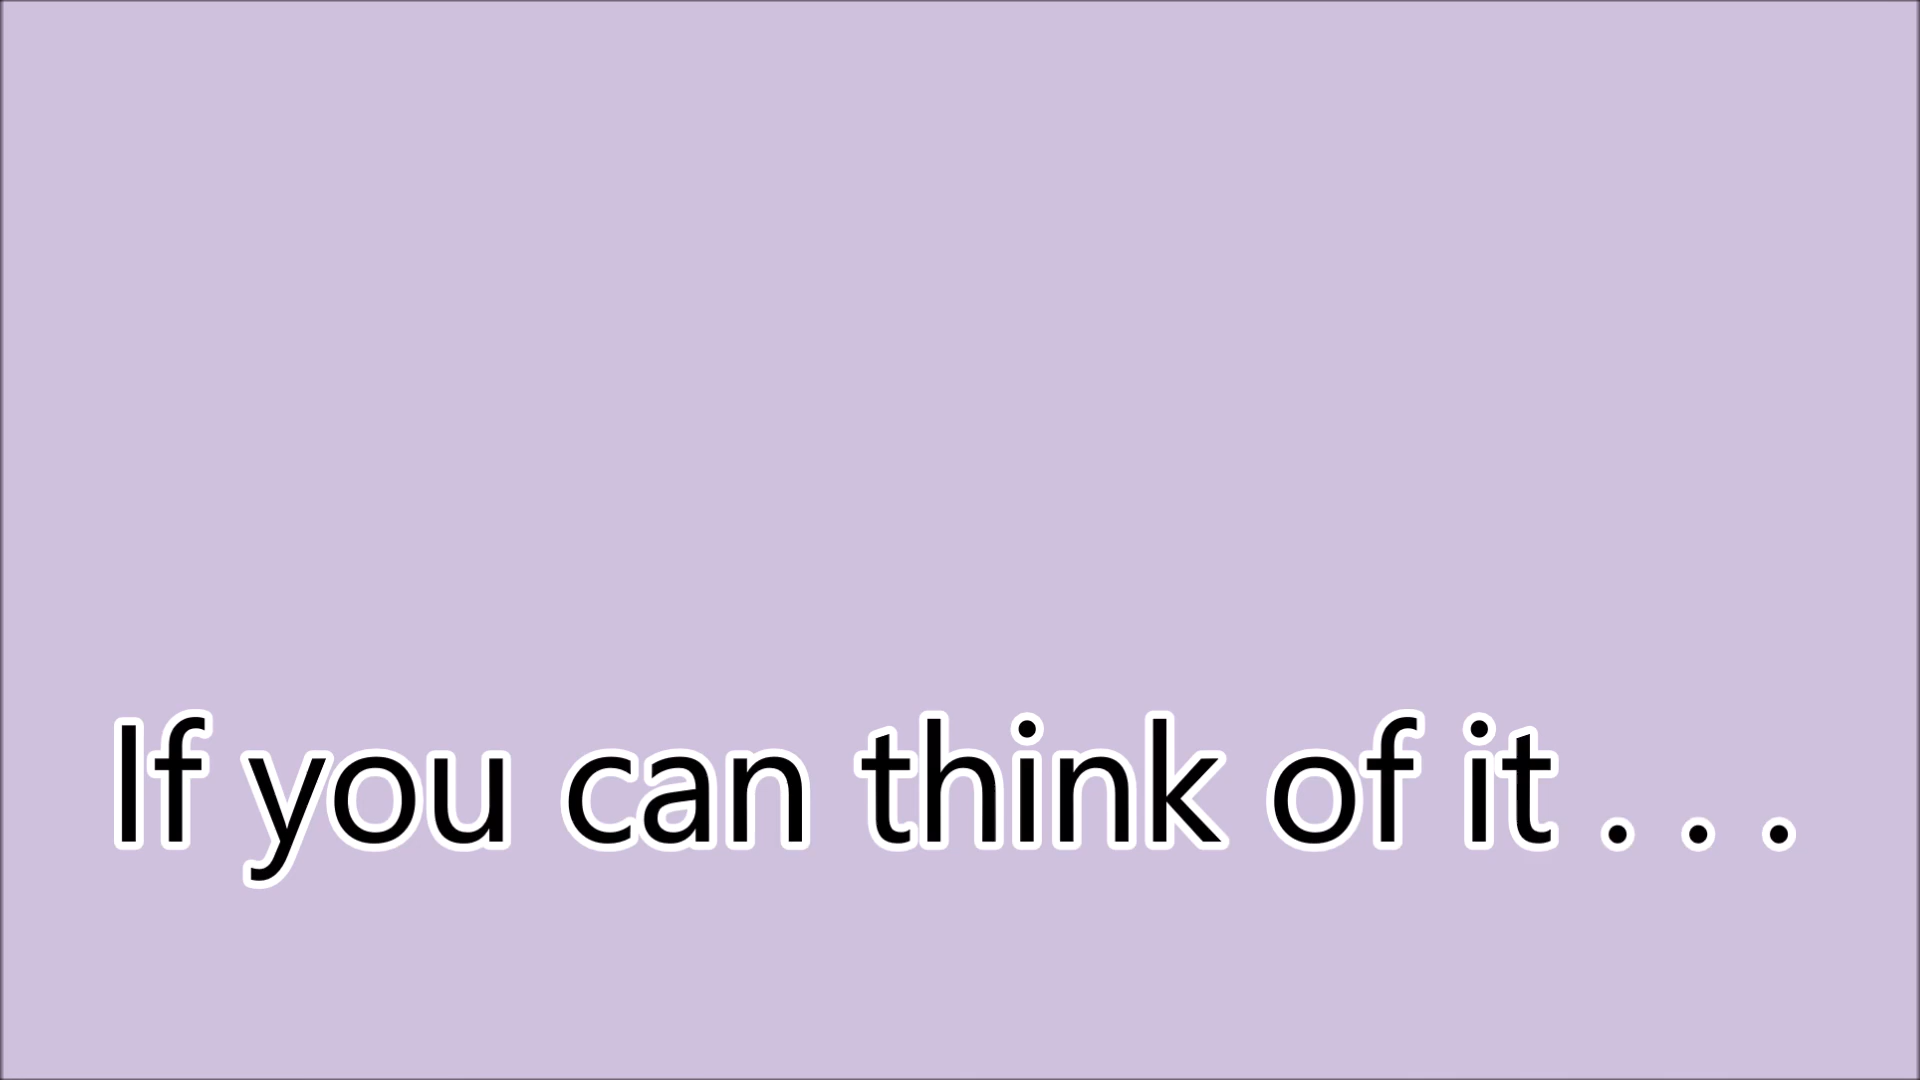 If you can think of it . . .